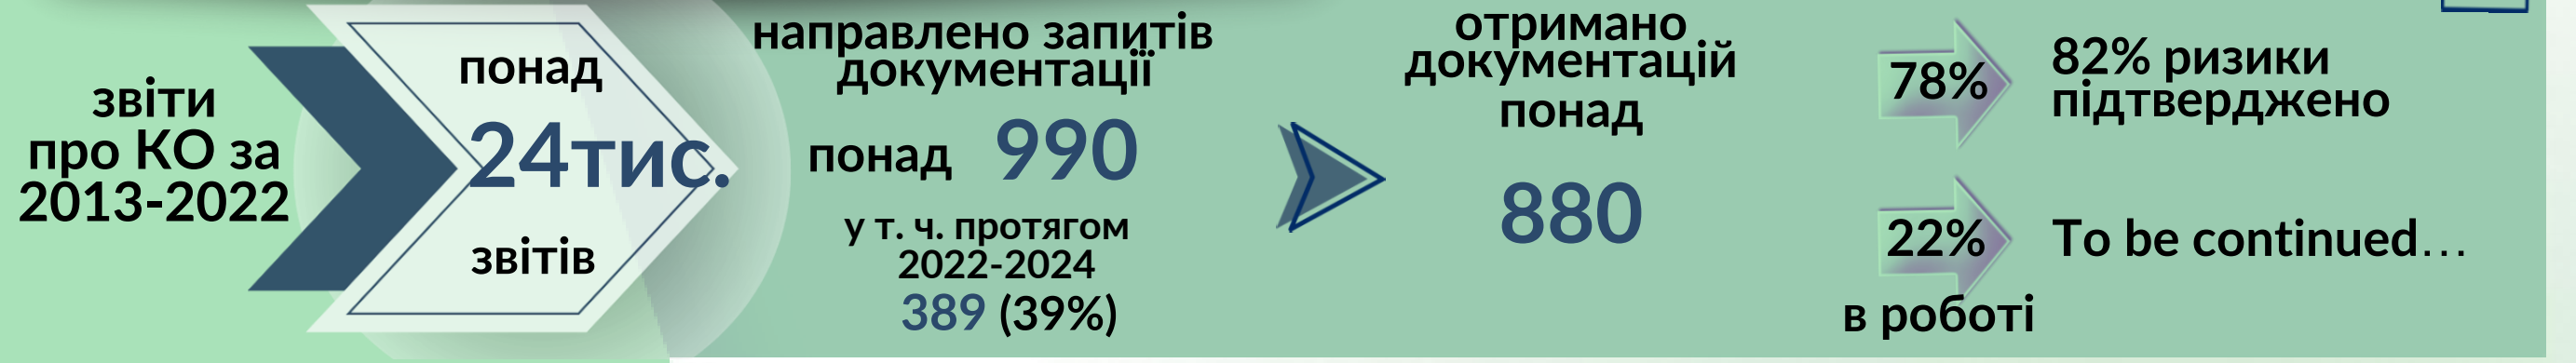 звіти
про КО за
2013-2022
понад
24тис.
звітів
направлено запитів
документації
понад 990
у т. ч. протягом
2022-2024
389 (39%)
отримано
документацій
понад
880
78%
82% ризики
підтверджено
22%
To be continued…
в роботі